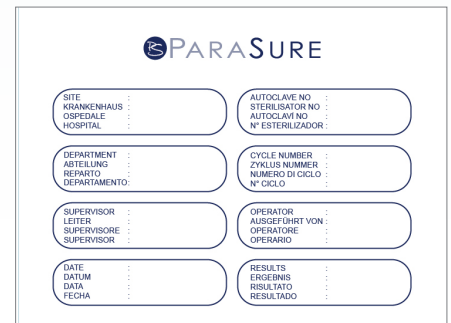 PARASURE
SITE :
KRANKENHAUS :
OSPEDALE :
HOSPITAL :
AUTOCLAVE NO :
STERILISATOR NO :
AUTOCLAVI NO :
N° ESTERILIZADOR :
DEPARTMENT :
ABTEILUNG :
REPARTO :
DEPARTAMENTO :
CYCLE NUMBER :
ZYKLUS NUMMER :
NUMERO DI CICLO :
N° CICLO :
SUPERVISOR :
LEITER :
SUPERVISORE :
SUPERVISOR :
OPERATOR :
AUSGEFÜHRT VON :
OPERATORE :
OPERARIO :
DATE :
DATUM :
DATA :
FECHA :
RESULTS :
ERGEBNIS :
RISULTATO :
RESULTADO :